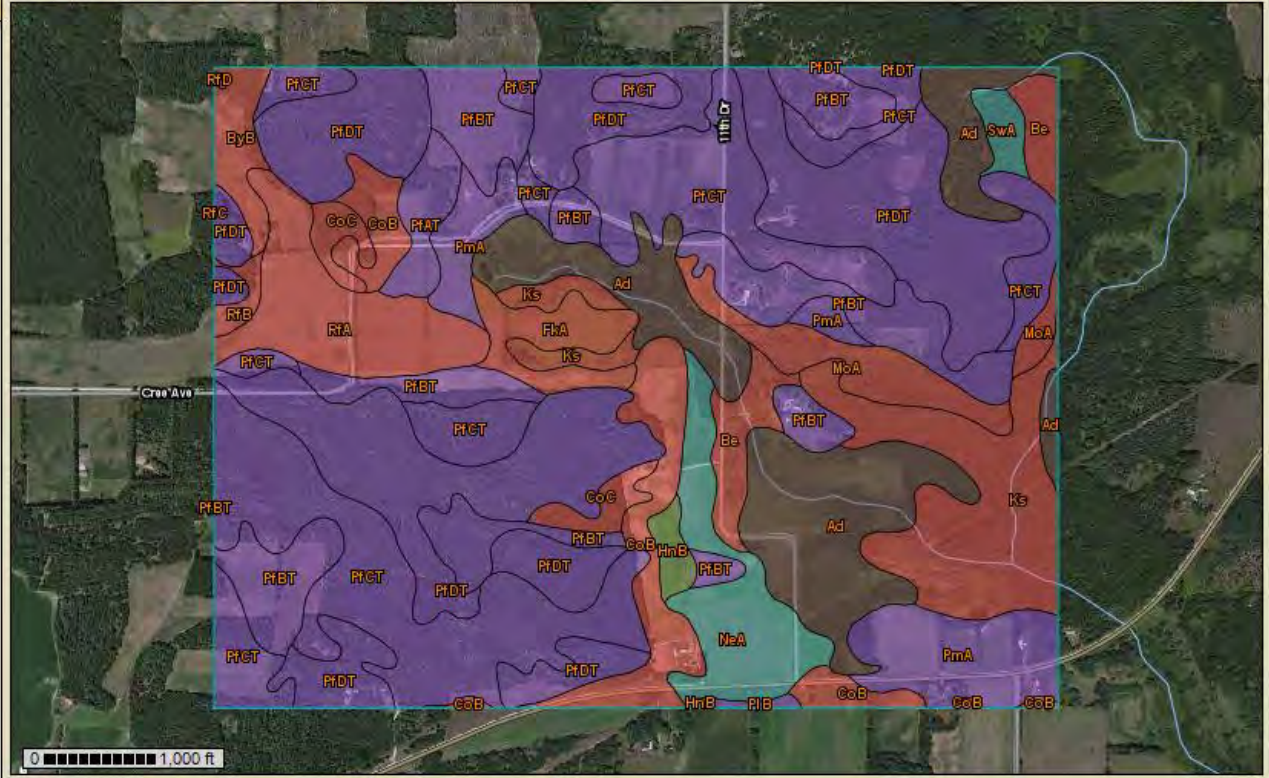 PfDT PfDT
RfD PfCT PfCT PfCT
PfBT
11th Dr
PfBT PfDT PfCT
PfDT Ad SwA Be
ByB
PfCT PfCT
RfC CoC CoB PfAT PfBT PfDT
PfDT
PmA
PfDT Ks Ad PfCT
PfBT
RfB RfA FkA PmA
MoA
Ks
PfCT MoA
PfBT
Cree Ave
PfCT PfBT Ad
Be
CoC Ks
PfBT
Ad
PfBT CoB HnB
PfDT PfBT
PfBT PfCT
PfDT
NeA
PfCT PmA
PfDT PfDT
CoB
CoB HnB PlB CoB CoB
0 1,000 ft